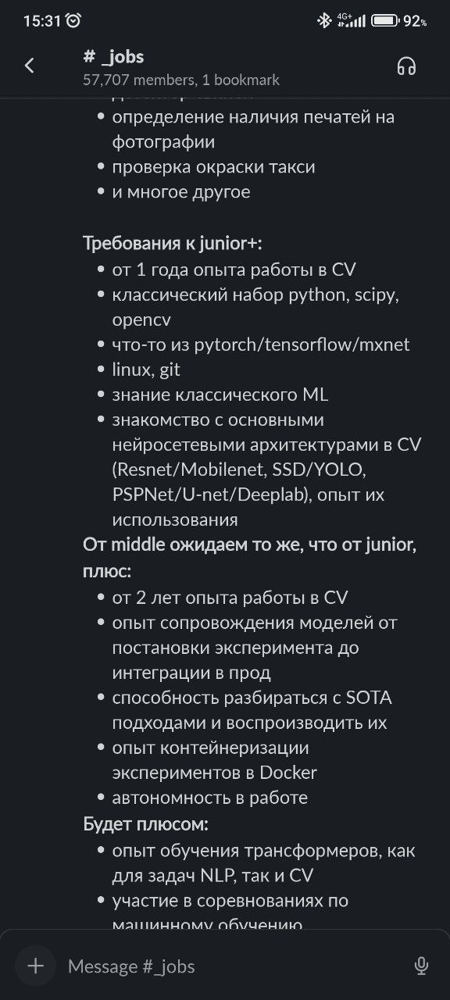 15:31
4G+
92%
# _jobs
57,707 members, 1 bookmark
• определение наличия печатей на
фотографии
• проверка окраски такси
• и многое другое
Требования к junior+:
• от 1 года опыта работы в CV
• классический набор python, scipy,
opencv
• что-то из pytorch/tensorflow/mxnet
• linux, git
• знание классического ML
• знакомство с основными
нейросетевыми архитектурами в CV
(Resnet/Mobilenet, SSD/YOLO,
PSPNet/U-net/Deeplab), опыт их
использования
От middle ожидаем то же, что от junior,
плюс:
• от 2 лет опыта работы в CV
• опыт сопровождения моделей от
постановки эксперимента до
интеграции в прод
• способность разбираться с SOTA
подходами и воспроизводить их
• опыт контейнеризации
экспериментов в Docker
• автономность в работе
Будет плюсом:
• опыт обучения трансформеров, как
для задач NLP, так и CV
• участие в соревнованиях по
машинному обучению
Message #_jobs